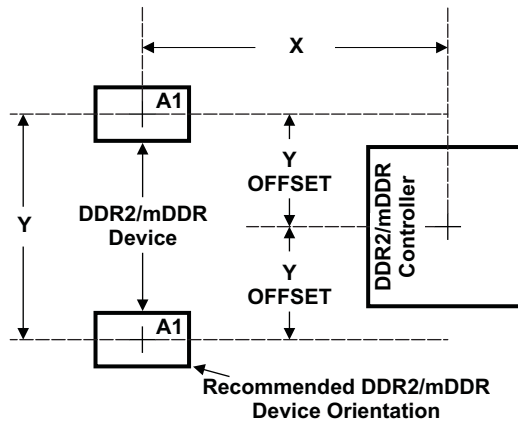 X
A1
Y
OFFSET
Y
DDR2/mDDR
Device
DDR2/mDDR
Controller
Y
OFFSET
A1
Recommended DDR2/mDDR
Device Orientation